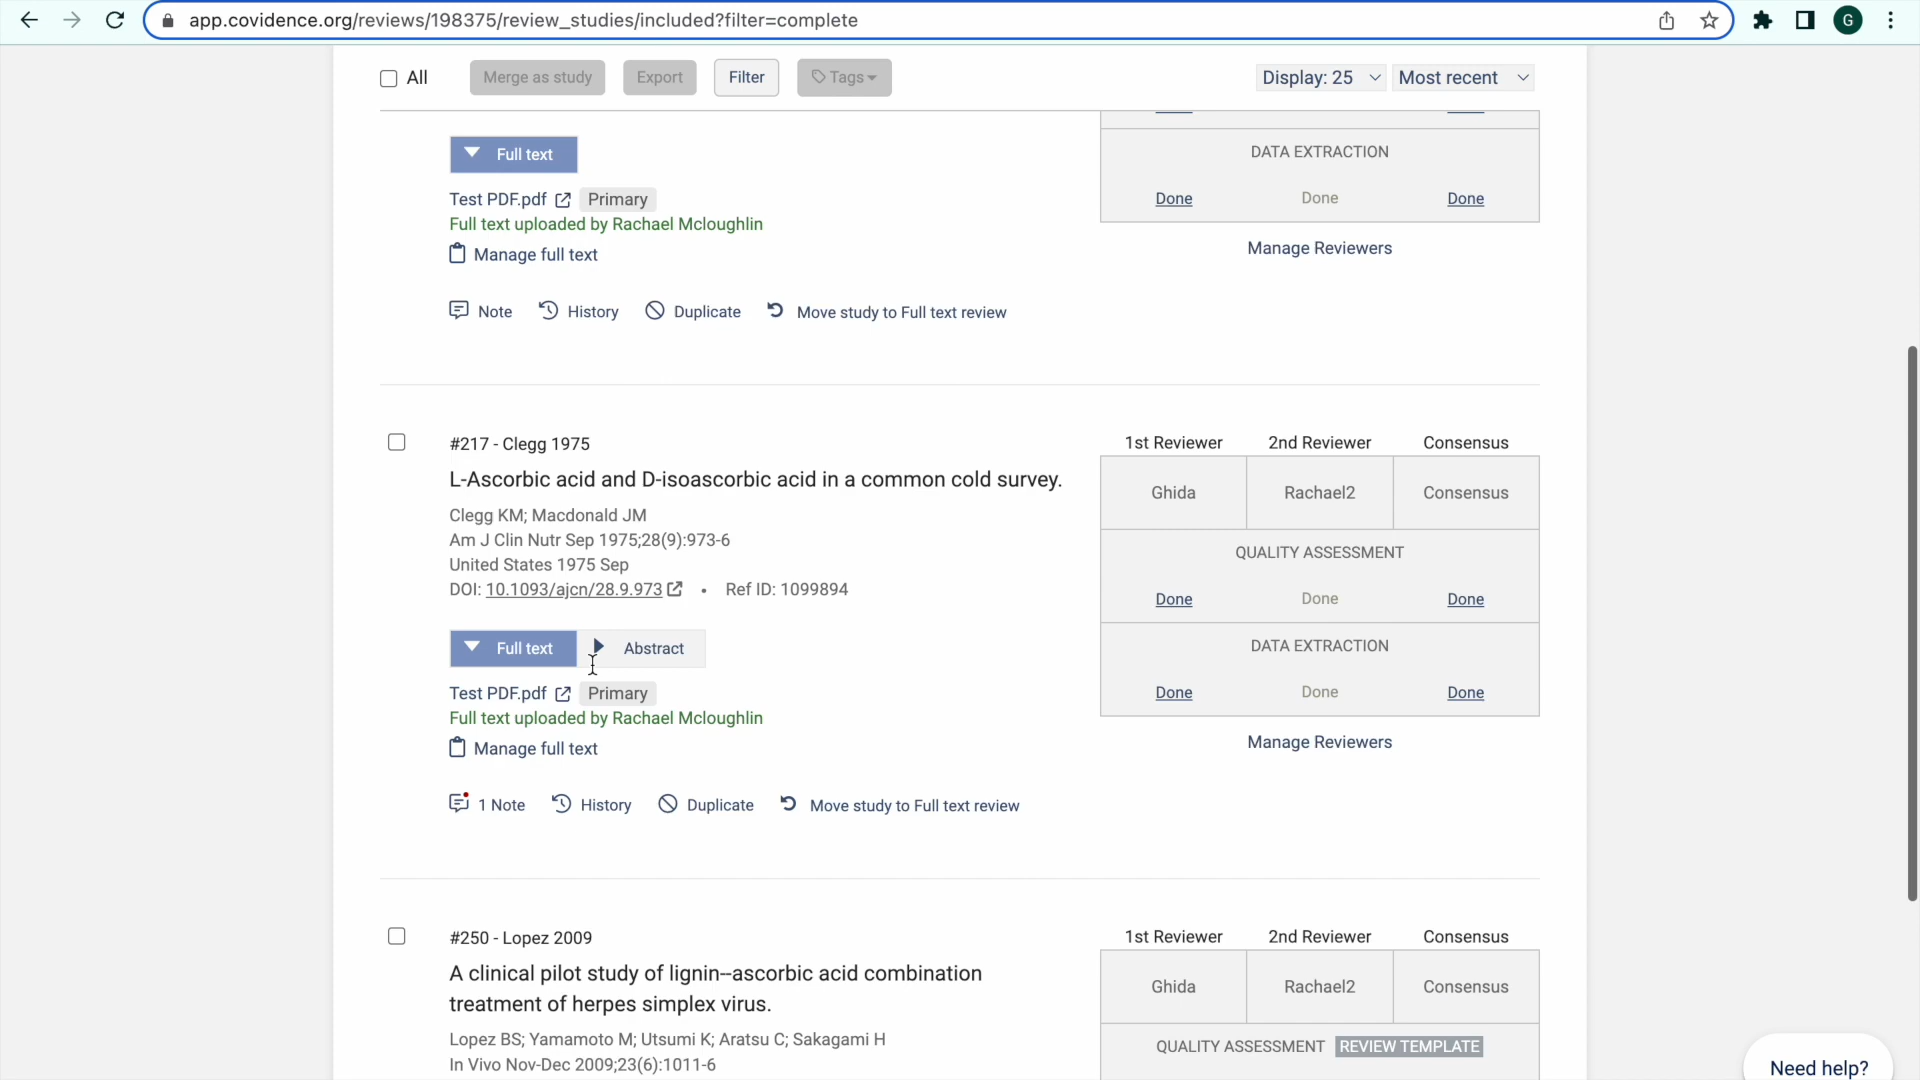 app.covidence.org/reviews/198375/review_studies/included?filter=complete
G
All
Merge as study
Export
Filter
Tags
Display: 25
Most recent
Full text
Test PDF.pdf
Primary
Full text uploaded by Rachael Mcloughlin
Manage full text
Note
History
Duplicate
Move study to Full text review
DATA EXTRACTION
Done
Done
Done
Manage Reviewers
#217 - Clegg 1975
L-Ascorbic acid and D-isoascorbic acid in a common cold survey.
Clegg KM; Macdonald JM
Am J Clin Nutr Sep 1975;28(9):973-6
United States 1975 Sep
DOI: 10.1093/ajcn/28.9.973 • Ref ID: 1099894
Full text
Abstract
Test PDF.pdf
Primary
Full text uploaded by Rachael Mcloughlin
Manage full text
1 Note
History
Duplicate
Move study to Full text review
1st Reviewer
2nd Reviewer
Consensus
Ghida
Rachael2
Consensus
QUALITY ASSESSMENT
Done
Done
Done
DATA EXTRACTION
Done
Done
Done
Manage Reviewers
#250 - Lopez 2009
A clinical pilot study of lignin--ascorbic acid combination
treatment of herpes simplex virus.
Lopez BS; Yamamoto M; Utsumi K; Aratsu C; Sakagami H
In Vivo Nov-Dec 2009;23(6):1011-6
1st Reviewer
2nd Reviewer
Consensus
Ghida
Rachael2
Consensus
QUALITY ASSESSMENT
REVIEW TEMPLATE
Need help?